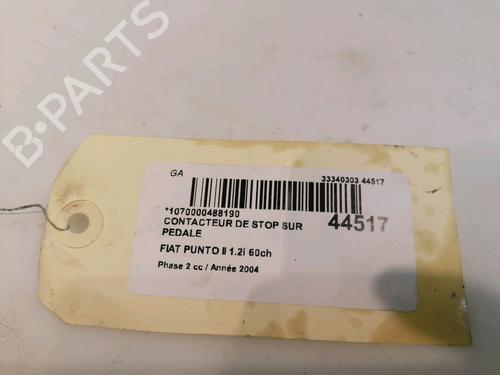 B-PARTS
GA
33340303 44517
*1070000488190
44517
CONTACTEUR DE STOP SUR
PEDALE
FIAT PUNTO II 1.2i 60ch
Phase 2 cc / Année 2004